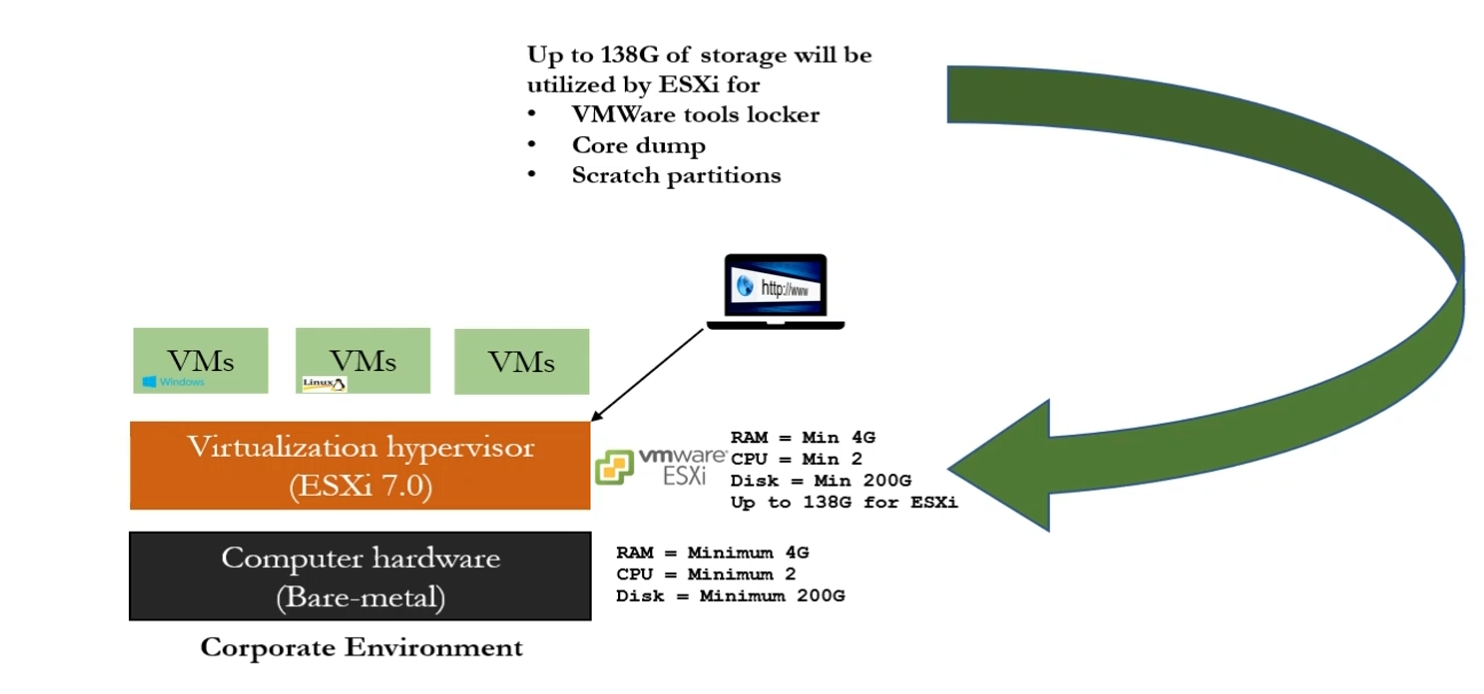 Up to 138G of storage will be
utilized by ESXi for
• VMWare tools locker
• Core dump
• Scratch partitions
http://www
VMs
Windows
VMs
Linux
VMs
Virtualization hypervisor
(ESXi 7.0)
vmware
ESXi
RAM = Min 4G
CPU = Min 2
Disk = Min 200G
Up to 138G for ESXi
Computer hardware
(Bare-metal)
RAM = Minimum 4G
CPU = Minimum 2
Disk = Minimum 200G
Corporate Environment